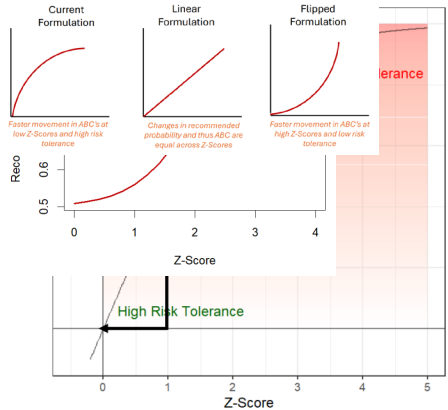 Current
Formulation
Linear
Formulation
Flipped
Formulation
Faster movement in ABC's at
low Z-Scores and high risk
tolerance
Changes in recommended
probability and thus ABC are
equal across Z-Scores
Faster movement in ABC's at
high Z-Scores and low risk
tolerance
lerance
Reco
0.6
0.5
0 1 2 3 4
Z-Score
High Risk Tolerance
0 1 2 3 4 5
Z-Score